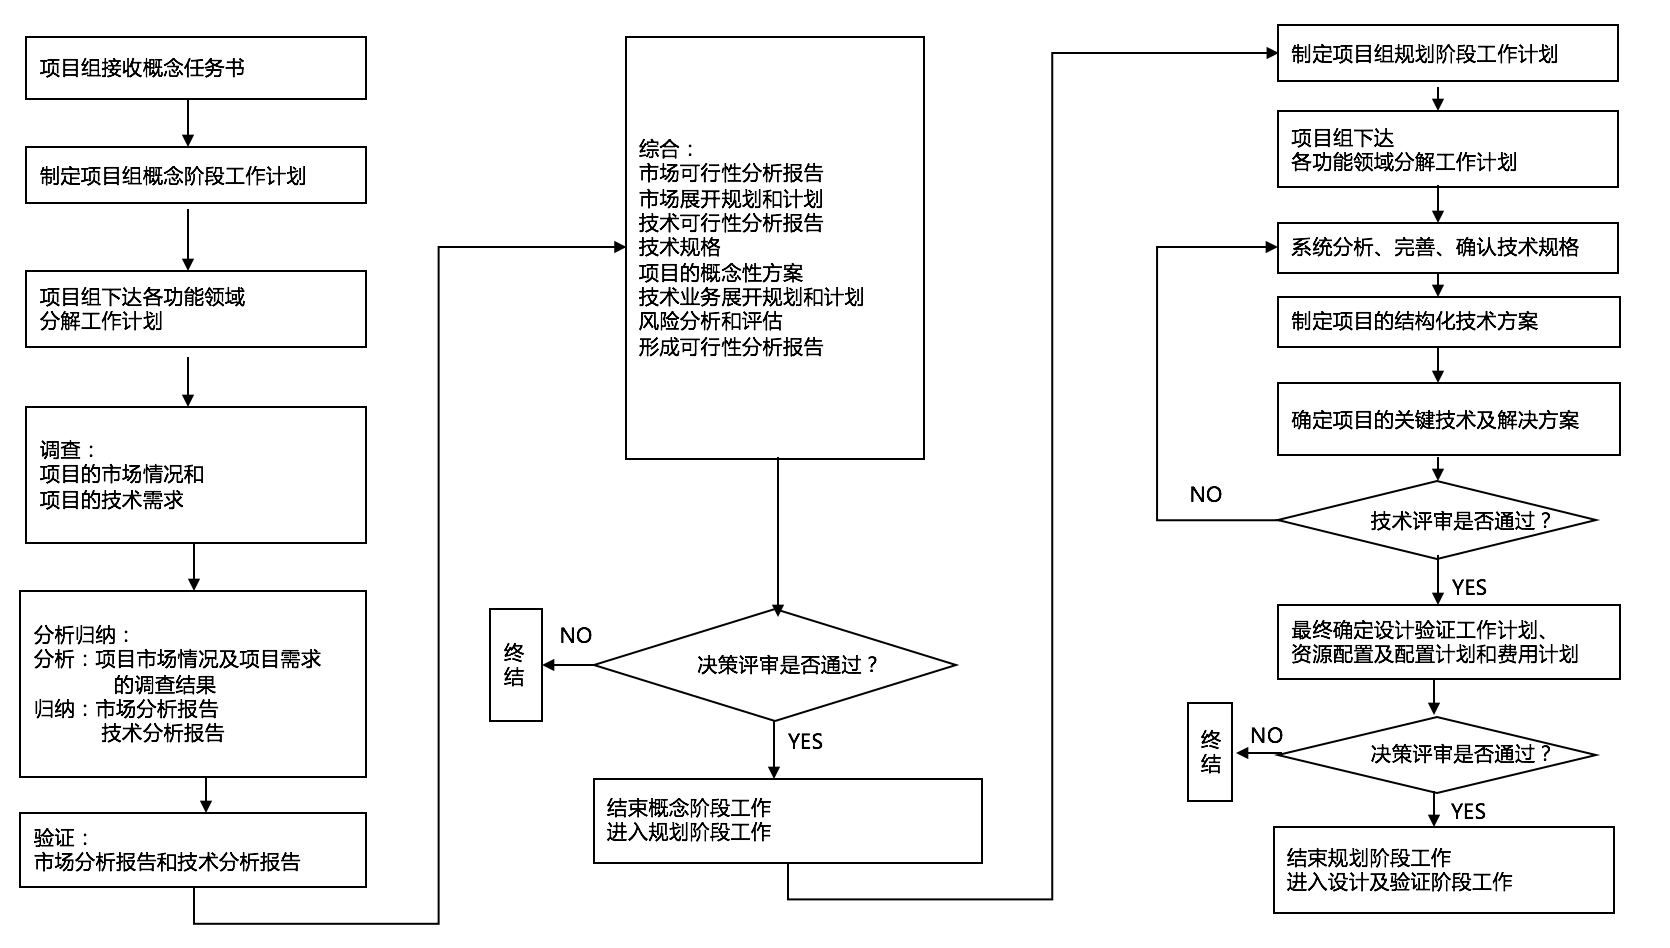 项目组接收概念任务书
制定项目组概念阶段工作计划
项目组下达各功能领域
分解工作计划
调查：
项目的市场情况和
项目的技术需求
分析归纳：
分析：项目市场情况及项目需求
的调查结果
归纳：市场分析报告
技术分析报告
验证：
市场分析报告和技术分析报告
综合：
市场可行性分析报告
市场展开规划和计划
技术可行性分析报告
技术规格
项目的概念性方案
技术业务展开规划和计划
风险分析和评估
形成可行性分析报告
决策评审是否通过？
NO
终
结
YES
结束概念阶段工作
进入规划阶段工作
制定项目组规划阶段工作计划
项目组下达
各功能领域分解工作计划
系统分析、完善、确认技术规格
制定项目的结构化技术方案
确定项目的关键技术及解决方案
NO
技术评审是否通过？
YES
最终确定设计验证工作计划、
资源配置及配置计划和费用计划
终
结
NO
决策评审是否通过？
YES
结束规划阶段工作
进入设计及验证阶段工作